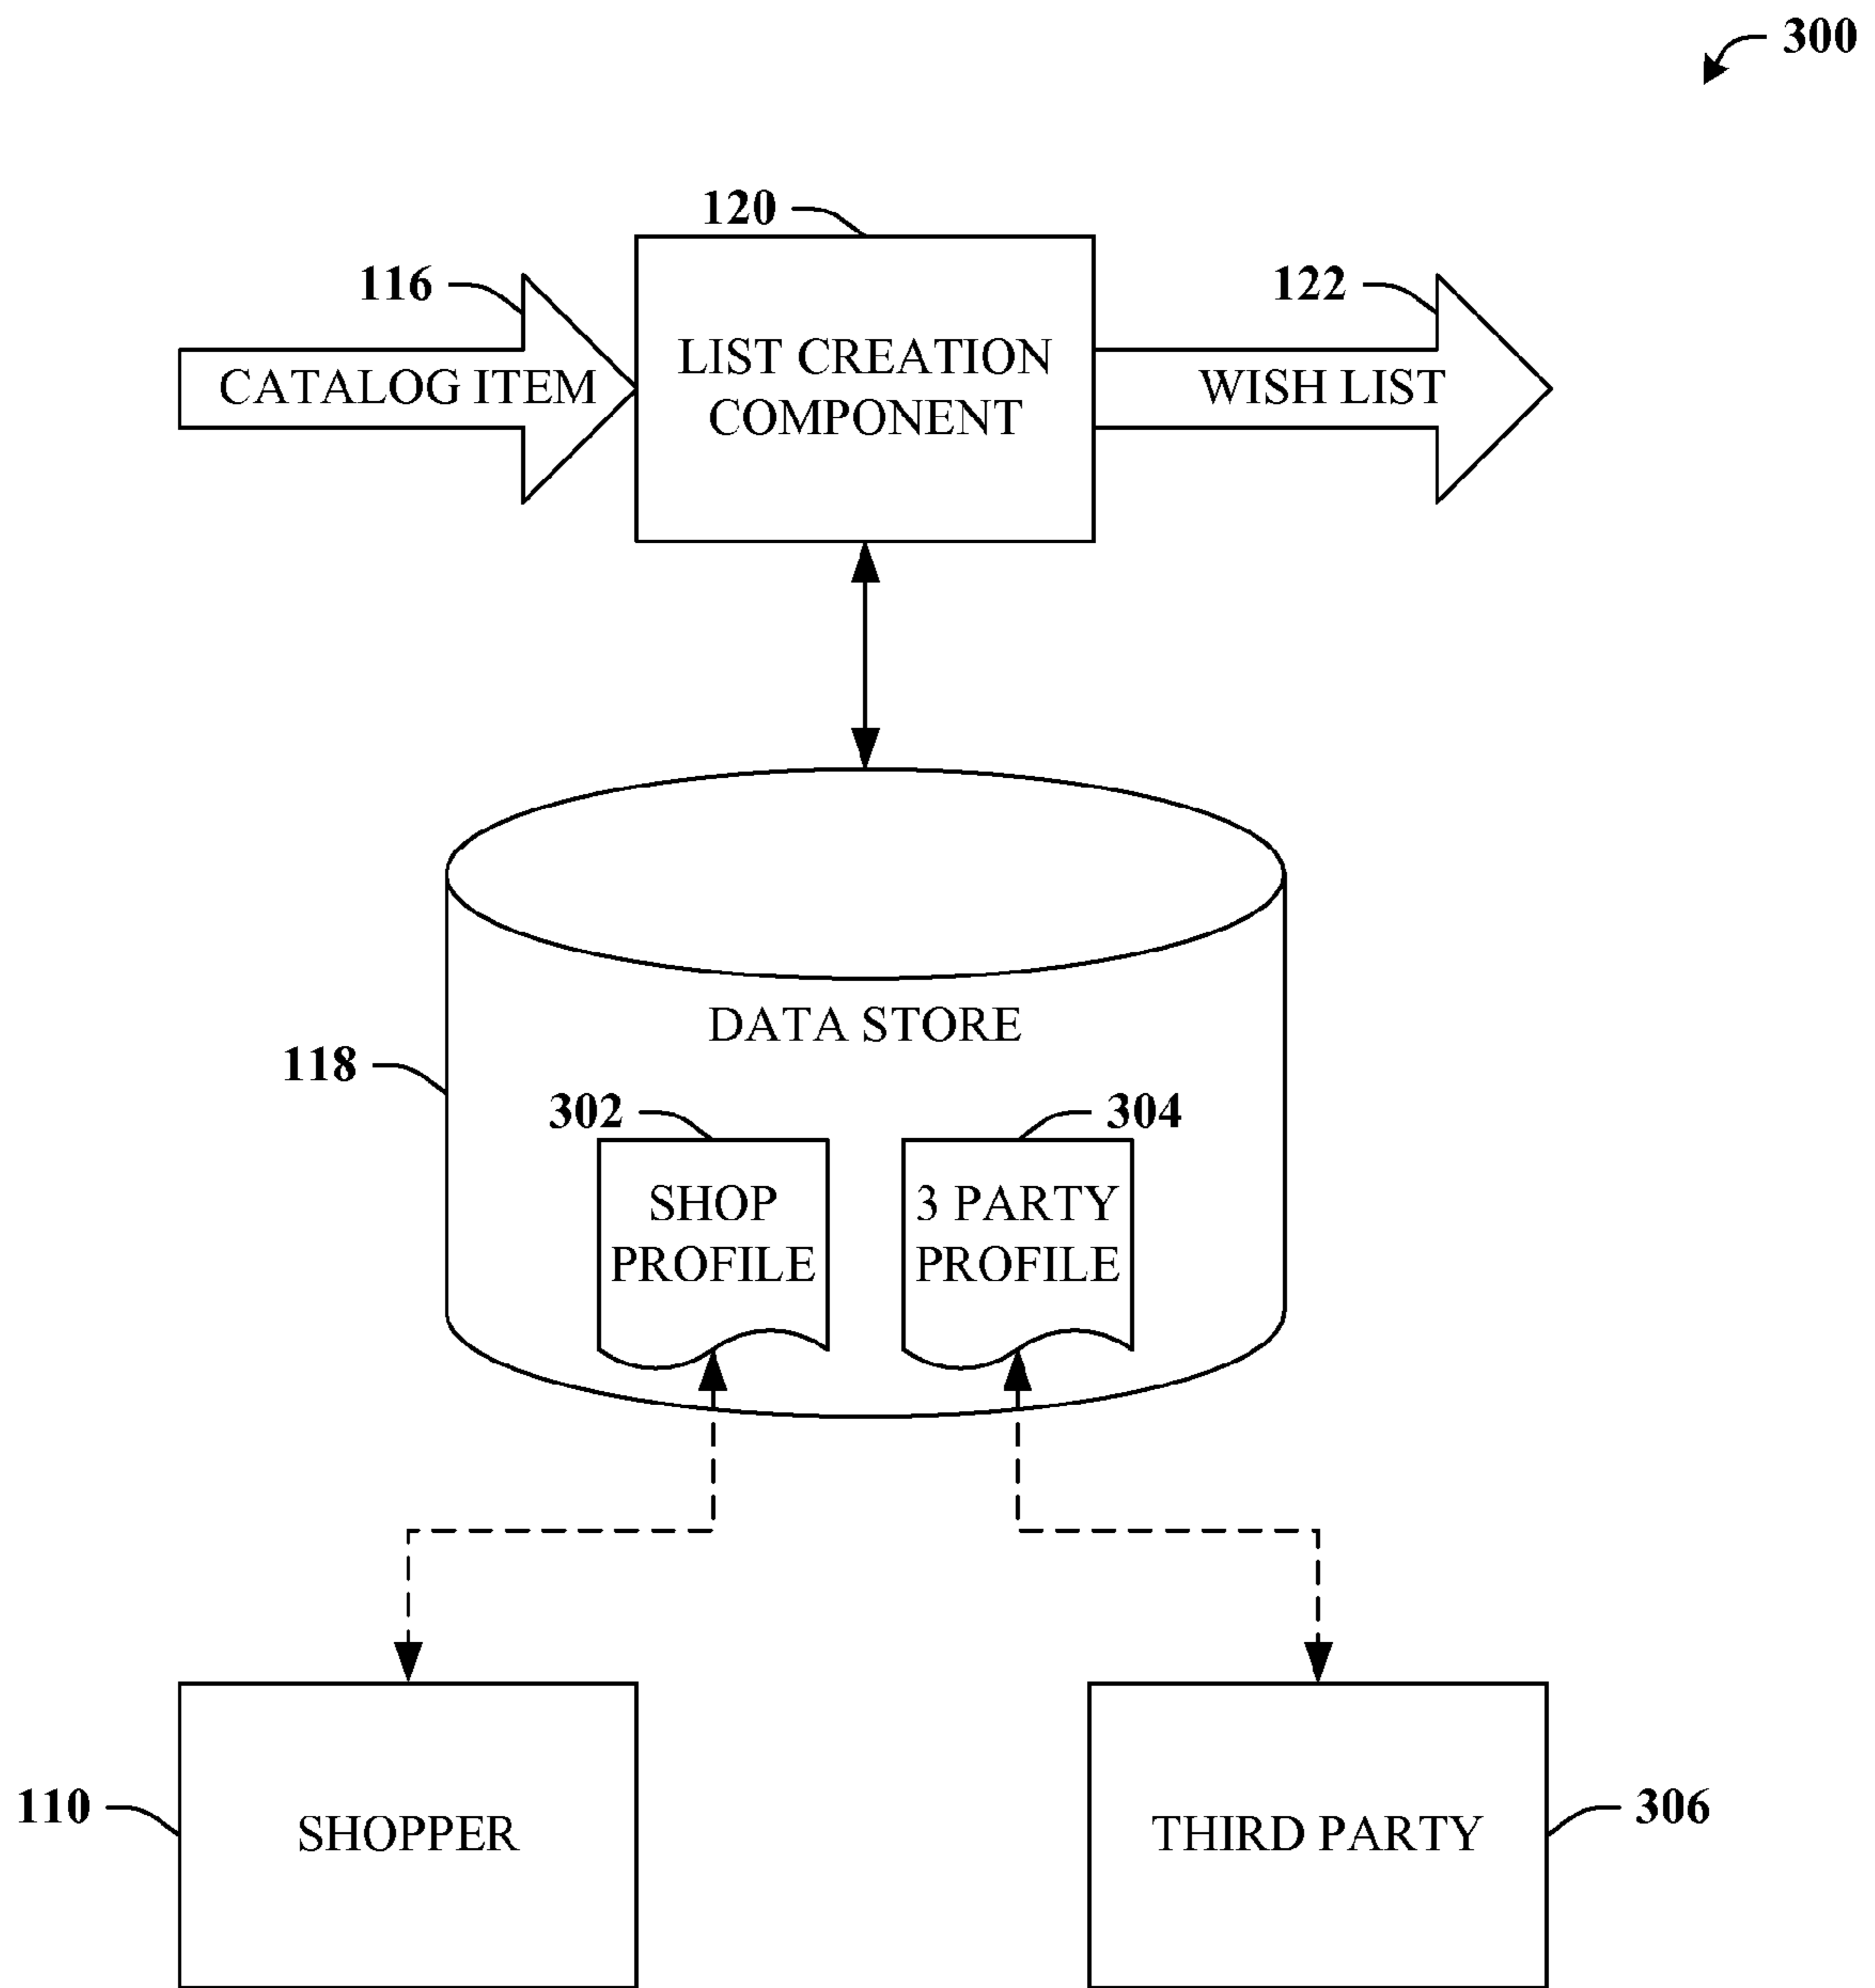 300
120
116
122
CATALOG ITEM
LIST CREATION
COMPONENT
WISH LIST
DATA STORE
118
302
304
SHOP
PROFILE
3 PARTY
PROFILE
110
SHOPPER
THIRD PARTY
306